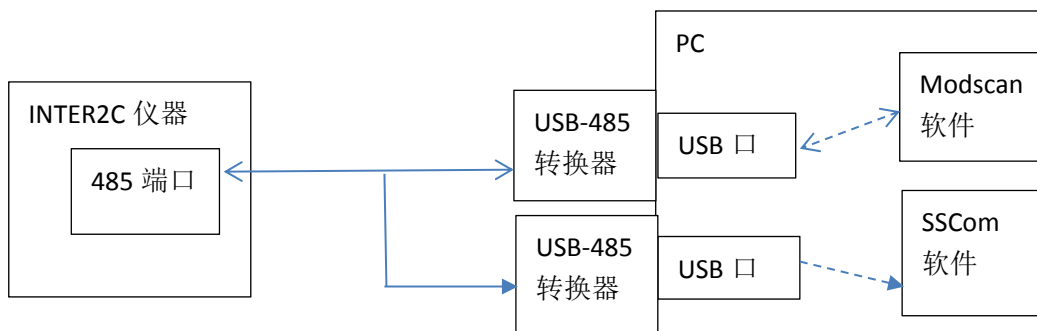 PC
INTER2C 仪器
485 端口
USB-485
转换器
USB 口
Modscan
软件
USB-485
转换器
USB 口
SSCom
软件